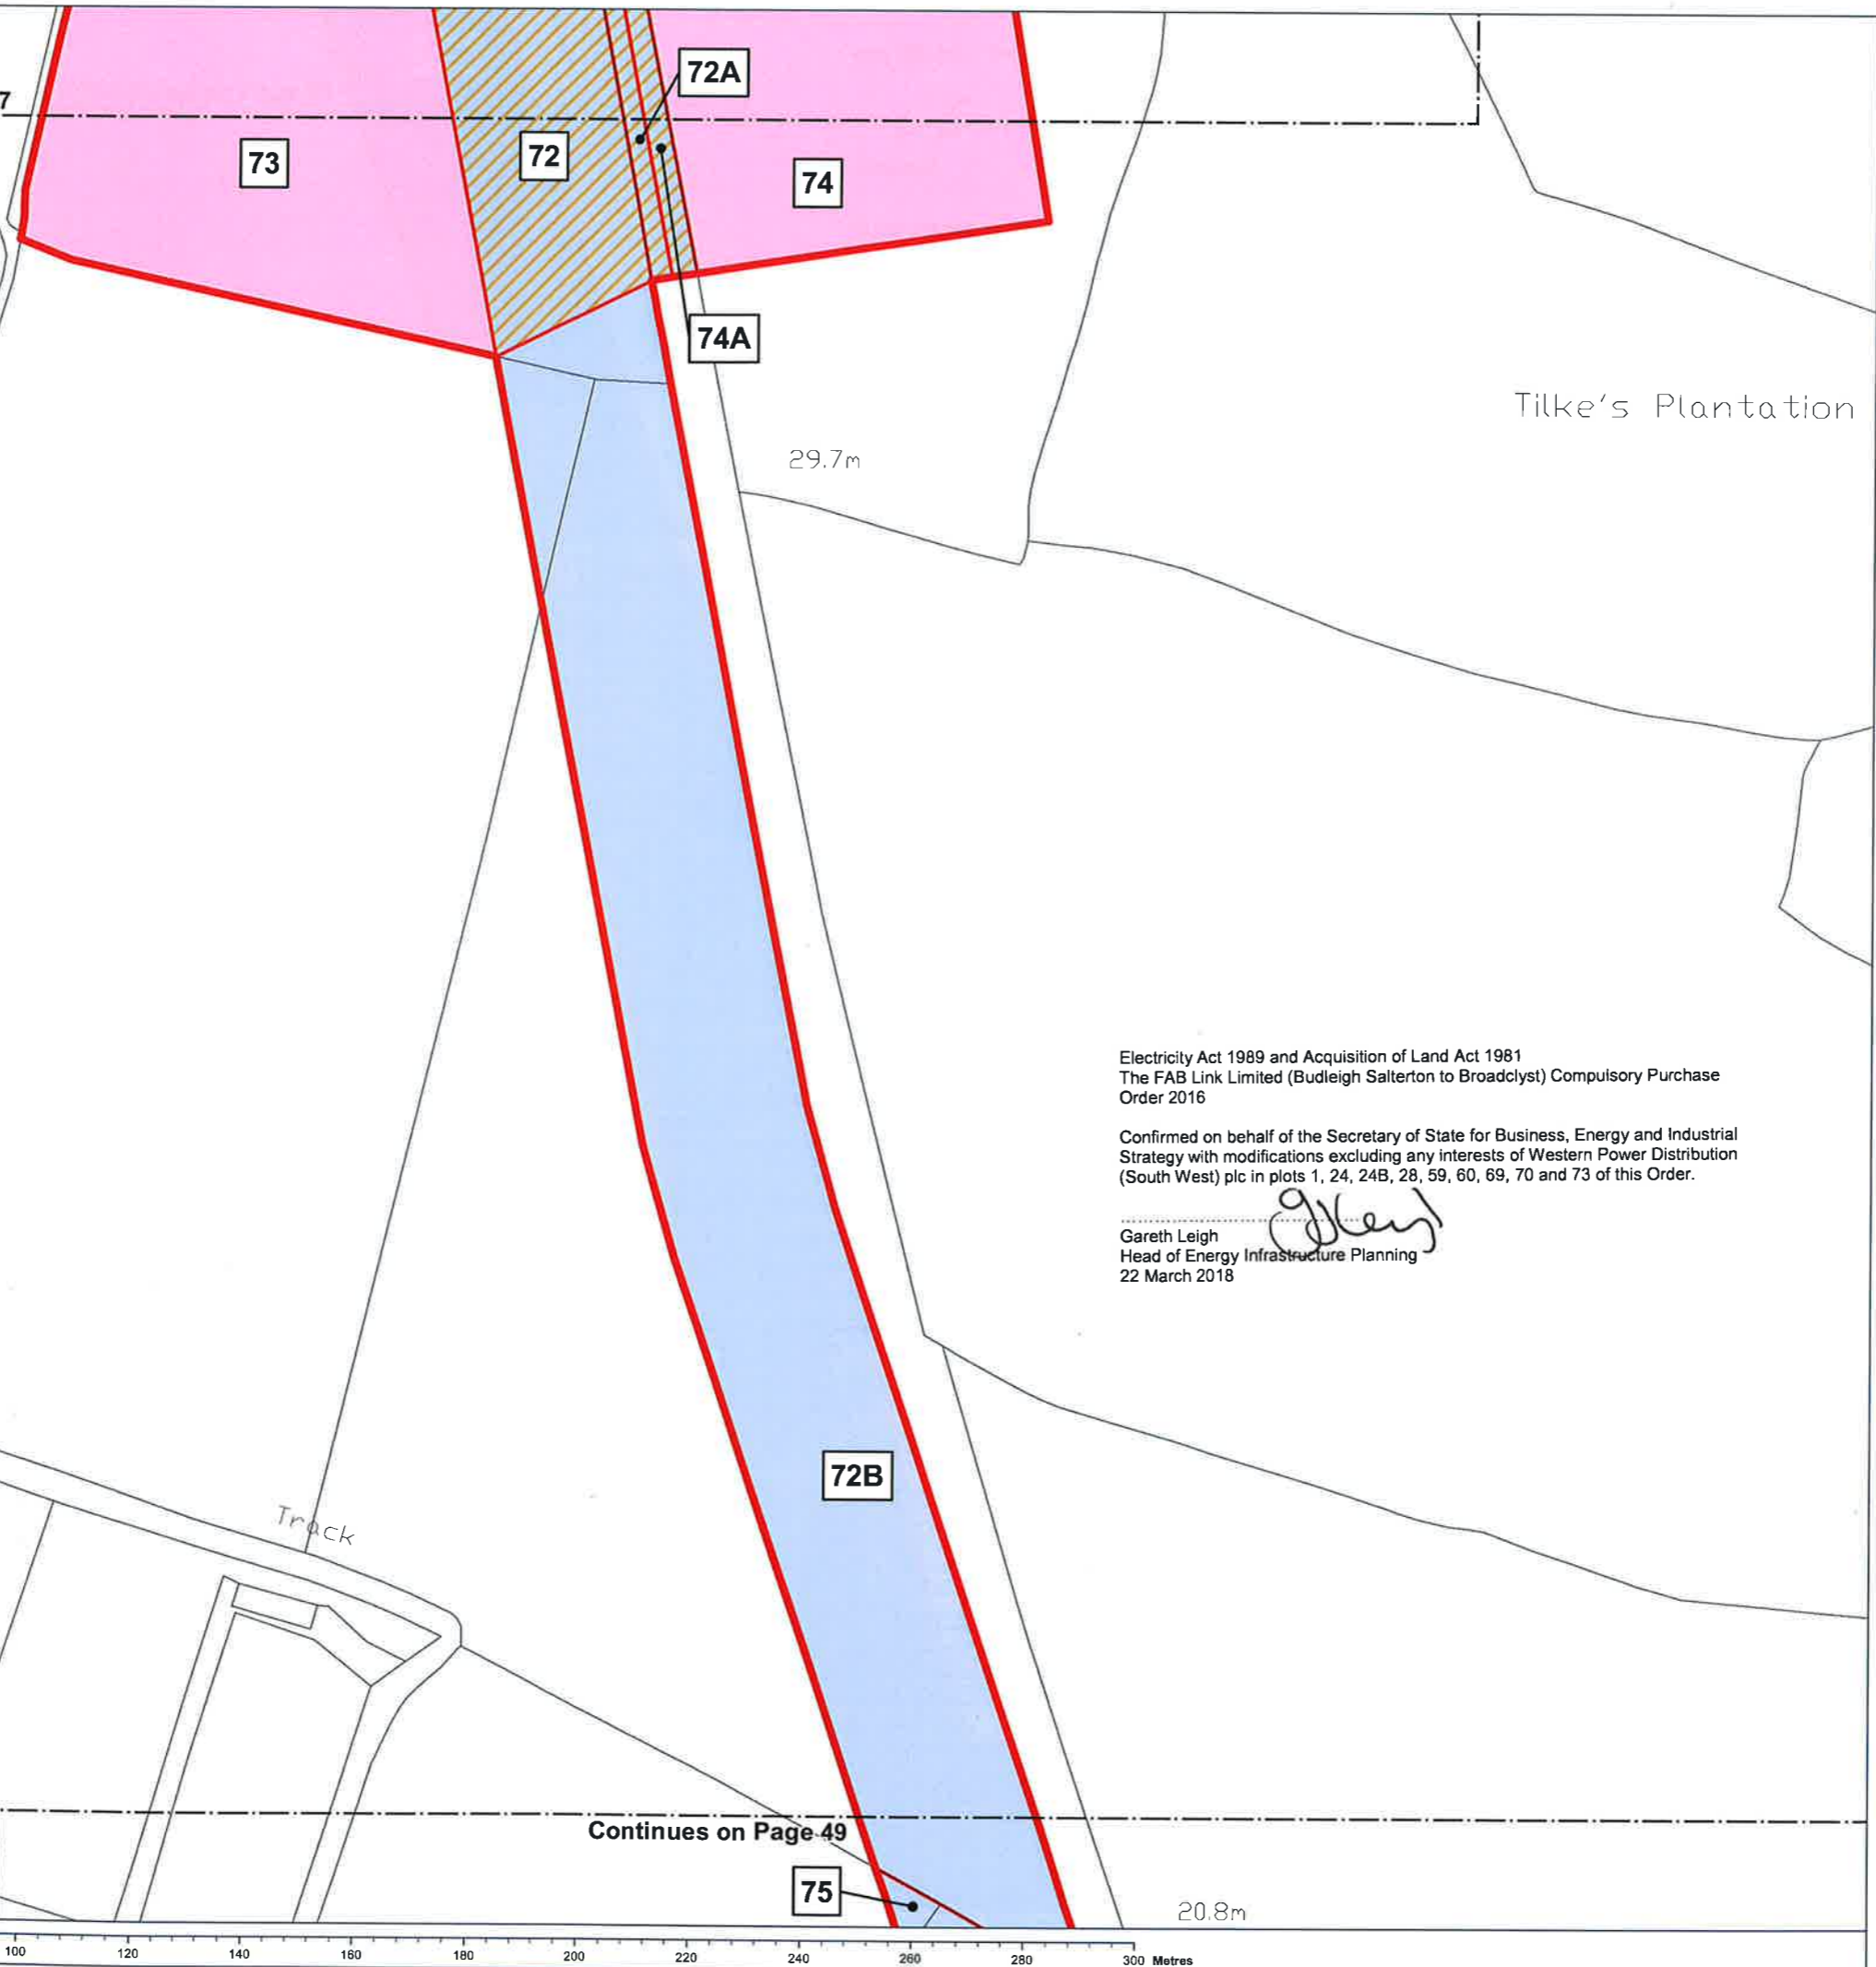 72A
7
73
72
74
74A
Tilke's Plantation
29.7m
Electricity Act 1989 and Acquisition of Land Act 1981
The FAB Link Limited (Budleigh Salterton to Broadclyst) Compulsory Purchase
Order 2016
Confirmed on behalf of the Secretary of State for Business, Energy and Industrial
Strategy with modifications excluding any interests of Western Power Distribution
(South West) plc in plots 1, 24, 24B, 28, 59, 60, 69, 70 and 73 of this Order.
Gareth Leigh
Head of Energy Infrastructure Planning
22 March 2018
72B
Track
Continues on Page 49
75
20.8m
100 120 140 160 180 200 220 240 260 280 300 Metres